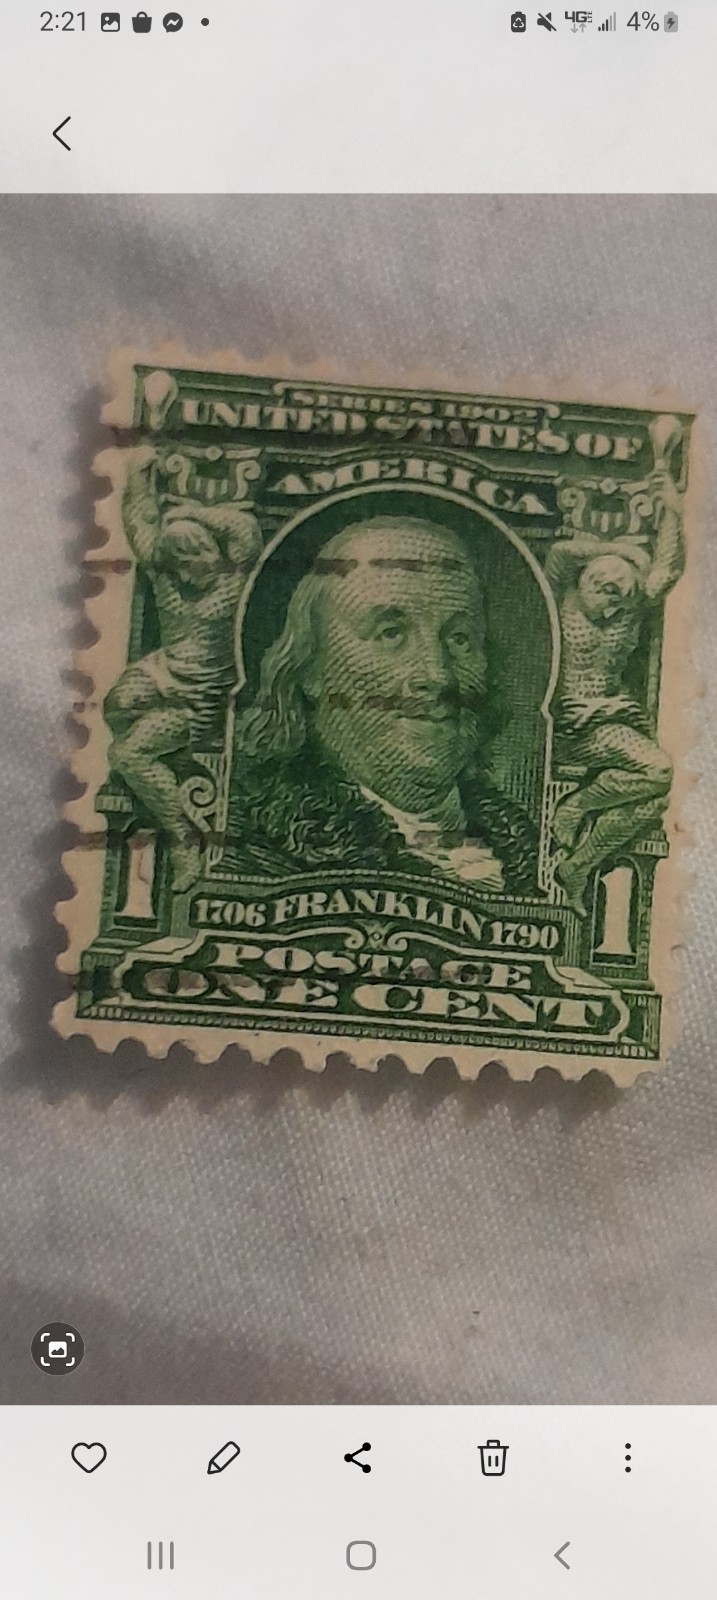 2:21
4G 4%
SERIES 1902
UNITED STATES OF
AMERICA
1 1
1706 FRANKLIN 1790
POSTAGE
ONE CENT